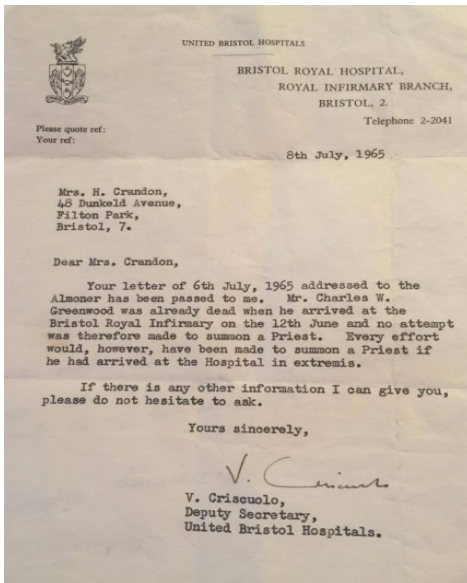 UNITED BRISTOL HOSPITALS
BRISTOL ROYAL HOSPITAL,
ROYAL INFIRMARY BRANCH,
BRISTOL, 2.
Telephone 2-2041
Please quote ref:
Your ref:
8th July, 1965
Mrs. H. Crandon,
48 Dunkeld Avenue,
Filton Park,
Bristol, 7.
Dear Mrs. Crandon,
Your letter of 6th July, 1965 addressed to the
Almoner has been passed to me. Mr. Charles W.
Greenwood was already dead when he arrived at the
Bristol Royal Infirmary on the 12th June and no attempt
was therefore made to summon a Priest. Every effort
would, however, have been made to summon a Priest if
he had arrived at the Hospital in extremis.
If there is any other information I can give you,
please do not hesitate to ask.
Yours sincerely,
V. Criscuolo
V. Criscuolo,
Deputy Secretary,
United Bristol Hospitals.